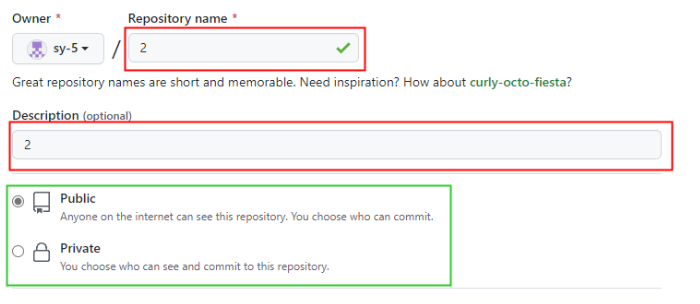 Owner * Repository name *
sy-5 / 2
Great repository names are short and memorable. Need inspiration? How about curly-octo-fiesta?
Description (optional)
2
Public
Anyone on the internet can see this repository. You choose who can commit.
Private
You choose who can see and commit to this repository.